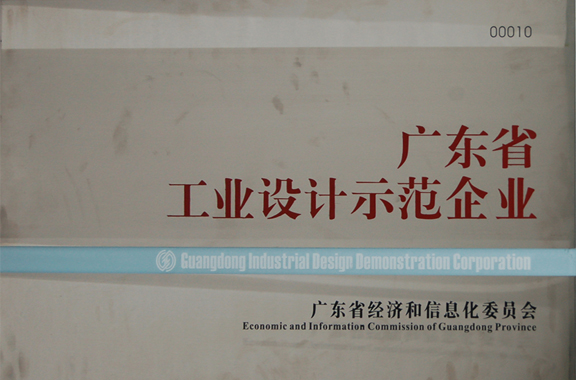 00010
广东省
工业设计示范企业
Guangdong Industrial Design Demonstration Corporation
广东省经济和信息化委员会
Economic and Information Commission of Guangdong Province